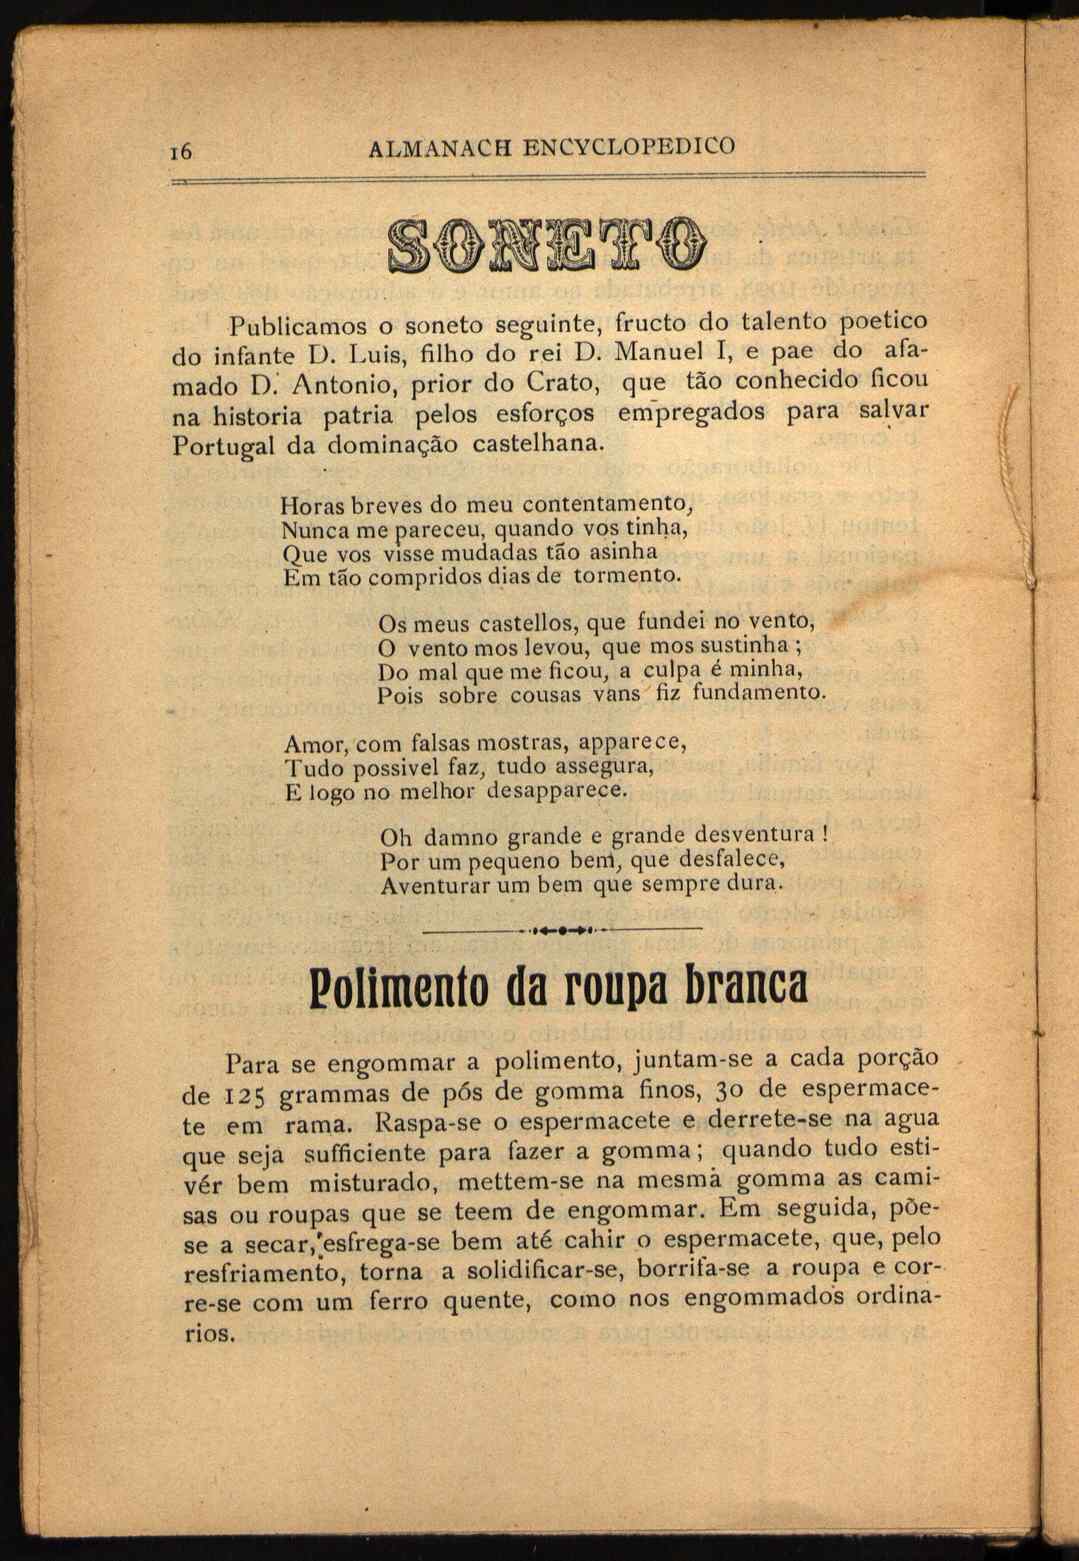 16 ALMANACH ENCYCLOPEDICO
SONETO
Publicamos o soneto seguinte, fructo do talento poetico
do infante D. Luis, filho do rei D. Manuel I, e pae do afa-
mado D. Antonio, prior do Crato, que tão conhecido ficou
na historia patria pelos esforços empregados para salvar
Portugal da dominação castelhana.
Horas breves do meu contentamento,
Nunca me pareceu, quando vos tinha,
Que vos visse mudadas tão asinha
Em tão compridos dias de tormento.
Os meus castellos, que fundei no vento,
O vento mos levou, que mos sustinha ;
Do mal que me ficou, a culpa é minha,
Pois sobre cousas vans fiz fundamento.
Amor, com falsas mostras, apparece,
Tudo possivel faz, tudo assegura,
E logo no melhor desapparece.
Oh damno grande e grande desventura !
Por um pequeno bem, que desfalece,
Aventurar um bem que sempre dura.
Polimento da roupa branca
Para se engommar a polimento, juntam-se a cada porção
de 125 grammas de pós de gomma finos, 30 de espermace-
te em rama. Raspa-se o espermacete e derrete-se na agua
que seja sufficiente para fazer a gomma ; quando tudo esti-
vér bem misturado, mettem-se na mesma gomma as cami-
sas ou roupas que se teem de engommar. Em seguida, põe-
se a secar, esfrega-se bem até cahir o espermacete, que, pelo
resfriamento, torna a solidificar-se, borrifa-se a roupa e cor-
re-se com um ferro quente, como nos engommados ordina-
rios.